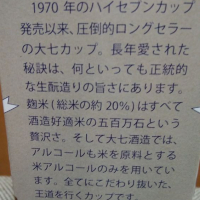 1970 年のハイセブンカップ
発売以来、圧倒的ロングセラー
の大七カップ。長年愛された
秘訣は、何といっても正統的
な生酛造りの旨さにあります。
麹米(総米の約 20%)はすべて
酒造好適米の五百万石という
贅沢さ。そして大七酒造では、
アルコールも米を原料とする
米アルコールのみを用いてい
ます。全てにこだわり抜いた、
王道を行くカップです。